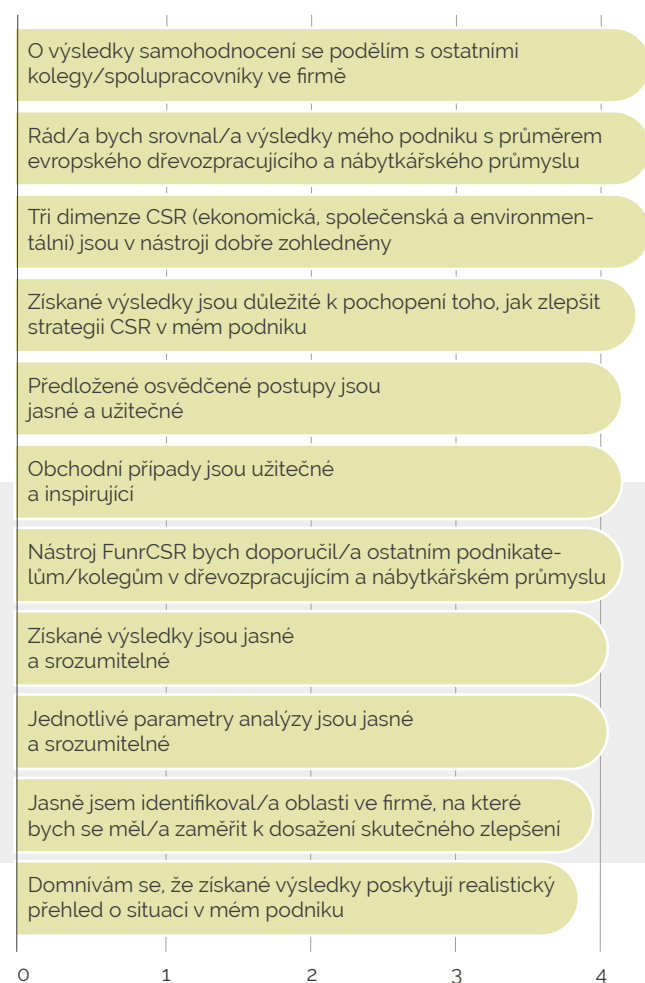 O výsledky samohodnocení se podělím s ostatními
kolegy/spolupracovníky ve firmě
Rád/a bych srovnal/a výsledky mého podniku s průměrem
evropského dřevozpracujícího a nábytkářského průmyslu
Tři dimenze CSR (ekonomická, společenská a environmen-
tální) jsou v nástroji dobře zohledněny
Získané výsledky jsou důležité k pochopení toho, jak zlepšit
strategii CSR v mém podniku
Předložené osvědčené postupy jsou
jasné a užitečné
Obchodní případy jsou užitečné
a inspirující
Nástroj FunrCSR bych doporučil/a ostatním podnikate-
lům/kolegům v dřevozpracujícím a nábytkářském průmyslu
Získané výsledky jsou jasné
a srozumitelné
Jednotlivé parametry analýzy jsou jasné
a srozumitelné
Jasně jsem identifikoval/a oblasti ve firmě, na které
bych se měl/a zaměřit k dosažení skutečného zlepšení
Domnívám se, že získané výsledky poskytují realistický
přehled o situaci v mém podniku
0 1 2 3 4